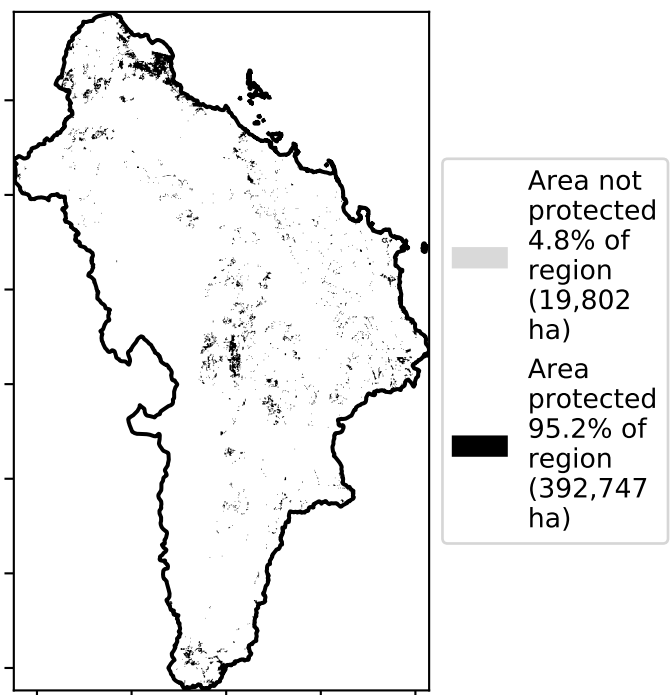 Area not
protected
4.8% of
region
(19,802
ha)
Area
protected
95.2% of
region
(392,747
ha)